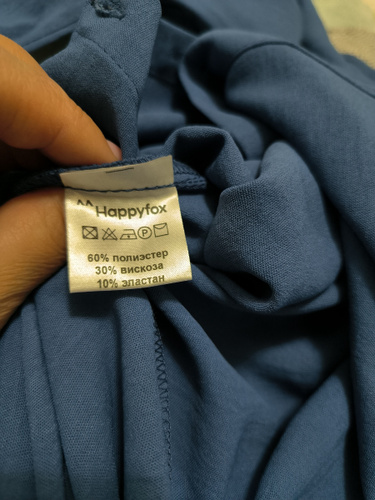 Happyfox
P
60% полиэстер
30% вискоза
10% эластан